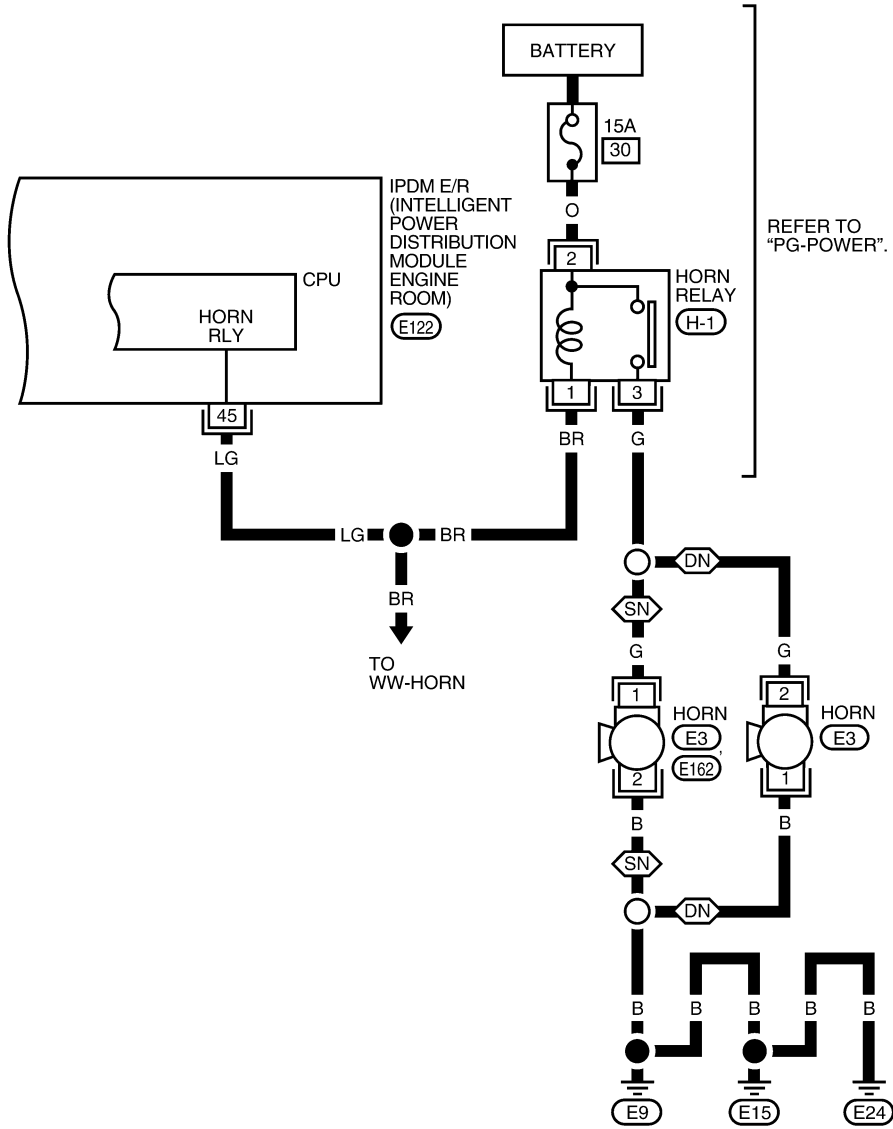 BATTERY
15A
30
O
2
HORN
RELAY
H-1
1
3
BR
G
REFER TO
“PG-POWER”.
IPDM E/R
(INTELLIGENT
POWER
DISTRIBUTION
MODULE
ENGINE
ROOM)
E122
CPU
HORN
RLY
45
LG
LG
BR
BR
TO
WW-HORN
DN
SN
G
G
1
2
HORN
E3
,
E162
HORN
E3
2
1
B
B
SN
DN
B
B
B
B
B
E9
E15
E24